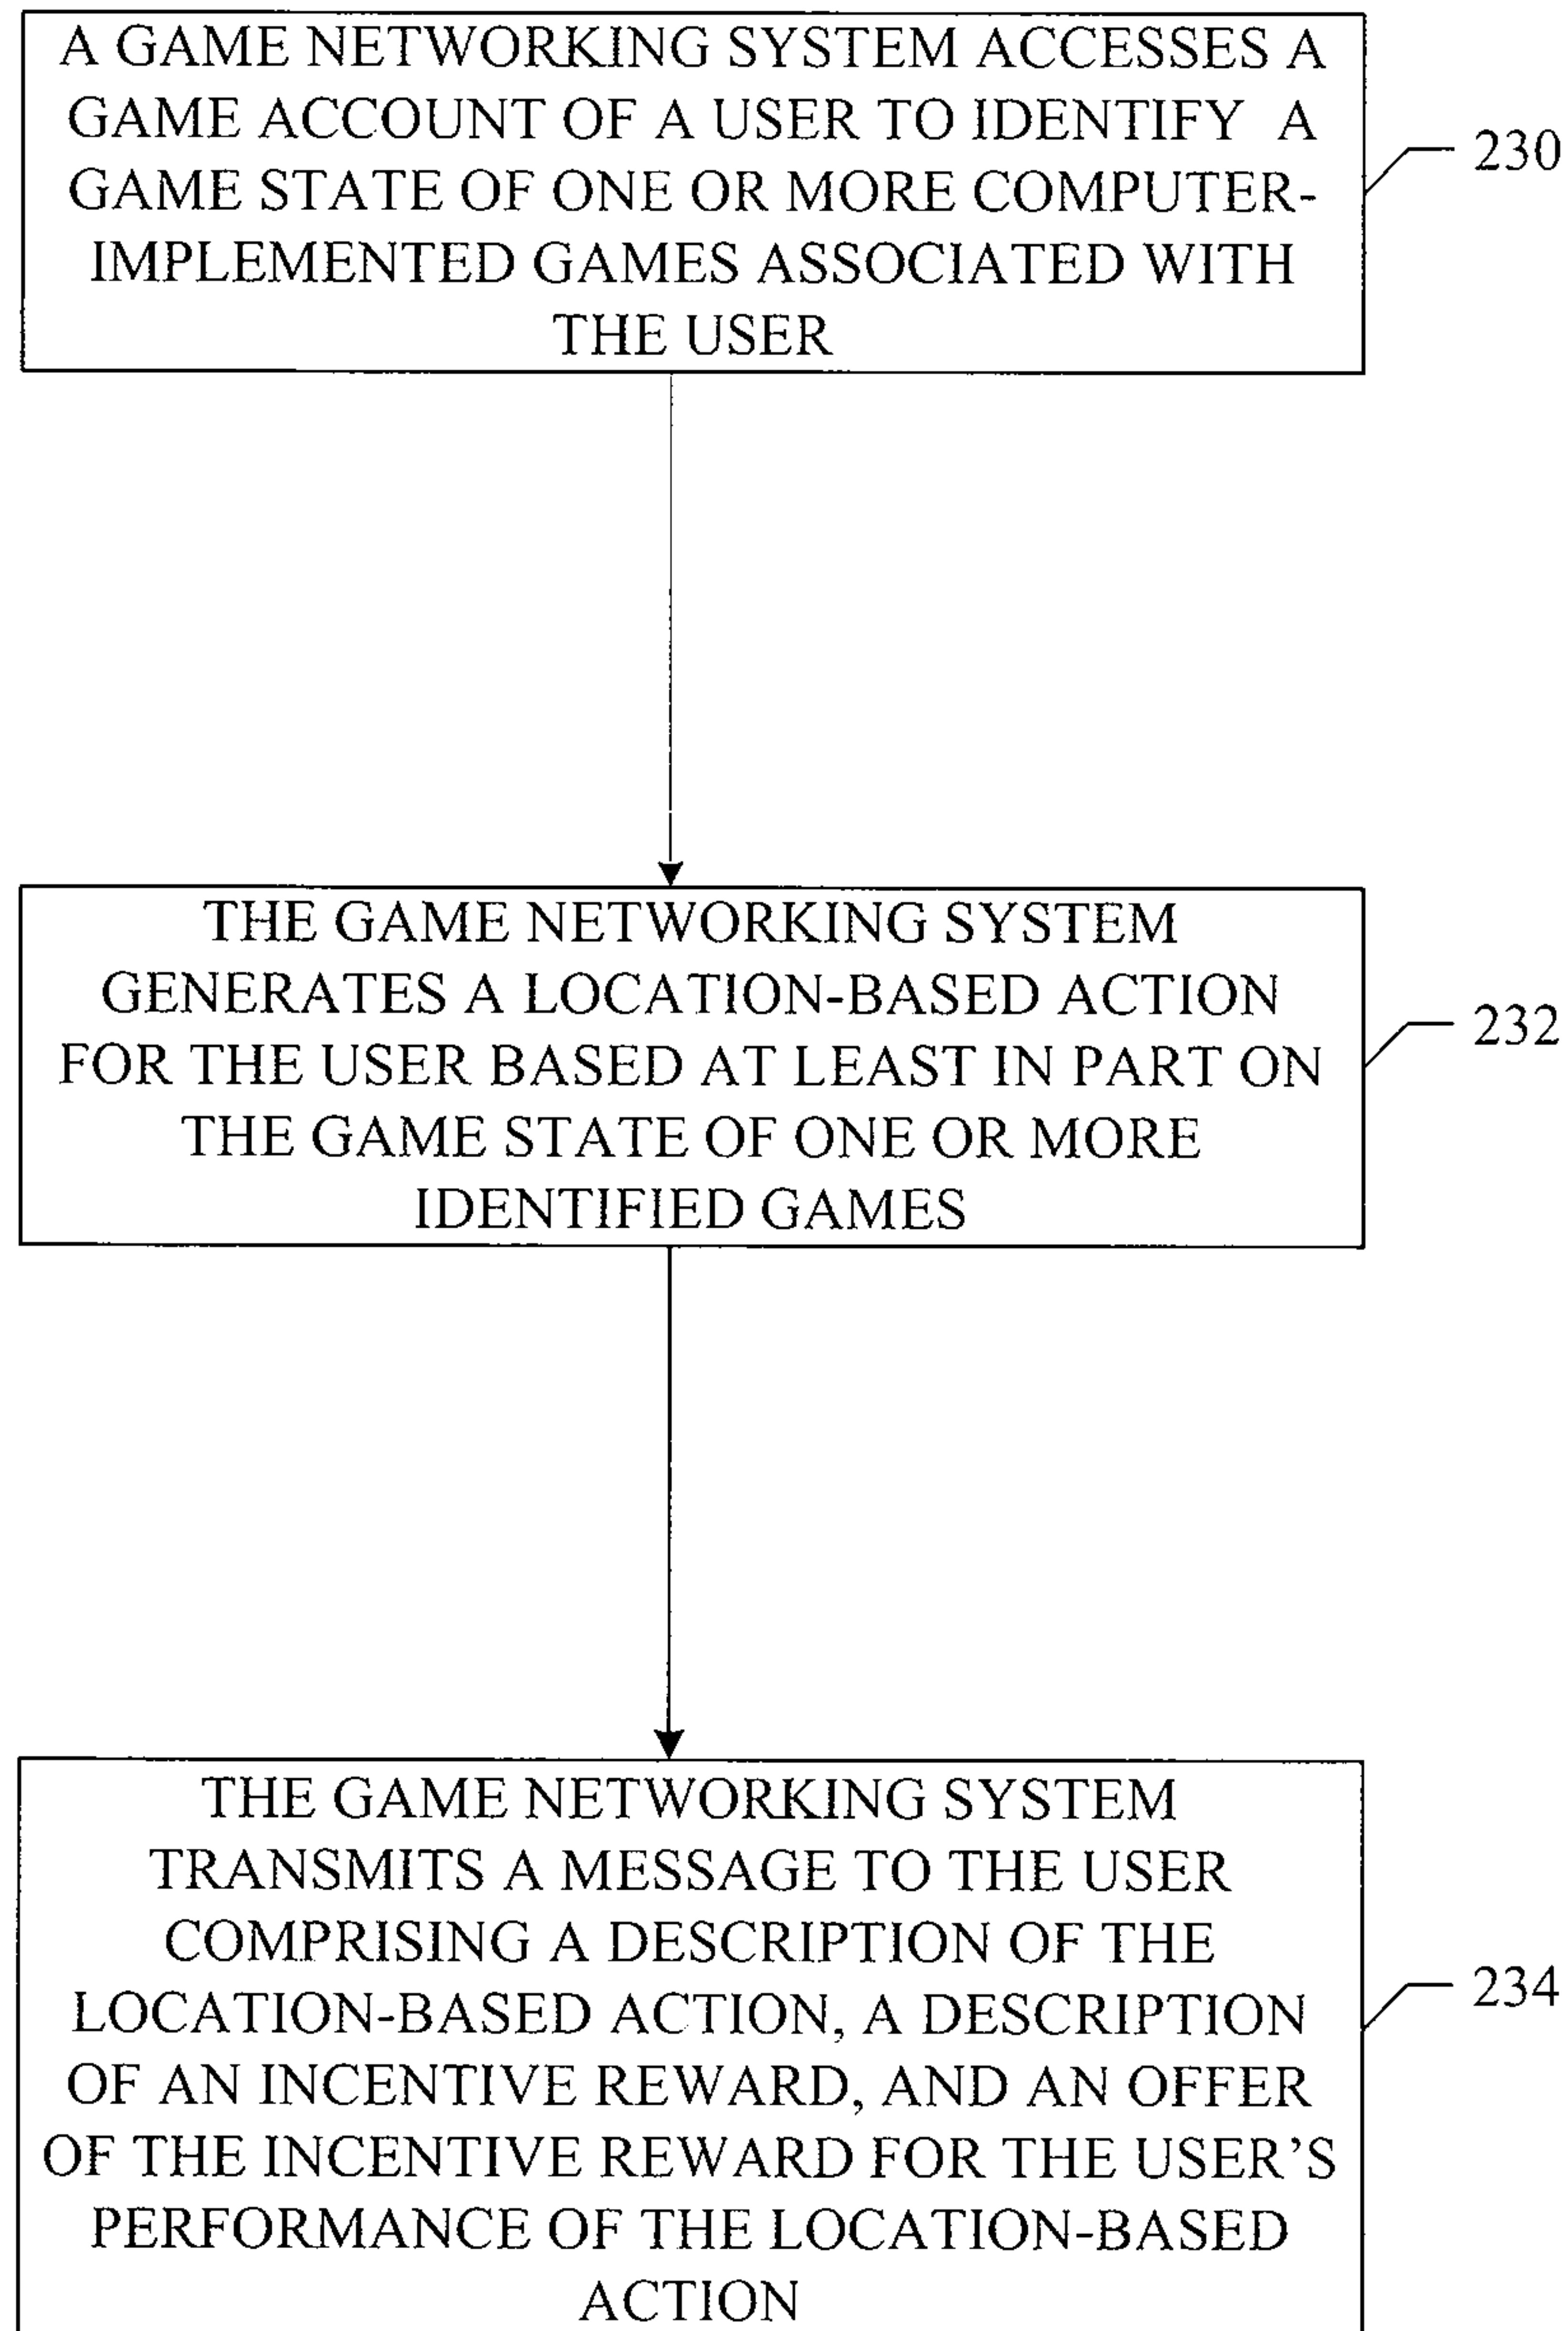 A GAME NETWORKING SYSTEM ACCESSES A
GAME ACCOUNT OF A USER TO IDENTIFY A
GAME STATE OF ONE OR MORE COMPUTER-
IMPLEMENTED GAMES ASSOCIATED WITH
THE USER
230
THE GAME NETWORKING SYSTEM
GENERATES A LOCATION-BASED ACTION
FOR THE USER BASED AT LEAST IN PART ON
THE GAME STATE OF ONE OR MORE
IDENTIFIED GAMES
232
THE GAME NETWORKING SYSTEM
TRANSMITS A MESSAGE TO THE USER
COMPRISING A DESCRIPTION OF THE
LOCATION-BASED ACTION, A DESCRIPTION
OF AN INCENTIVE REWARD, AND AN OFFER
OF THE INCENTIVE REWARD FOR THE USER’S
PERFORMANCE OF THE LOCATION-BASED
ACTION
234